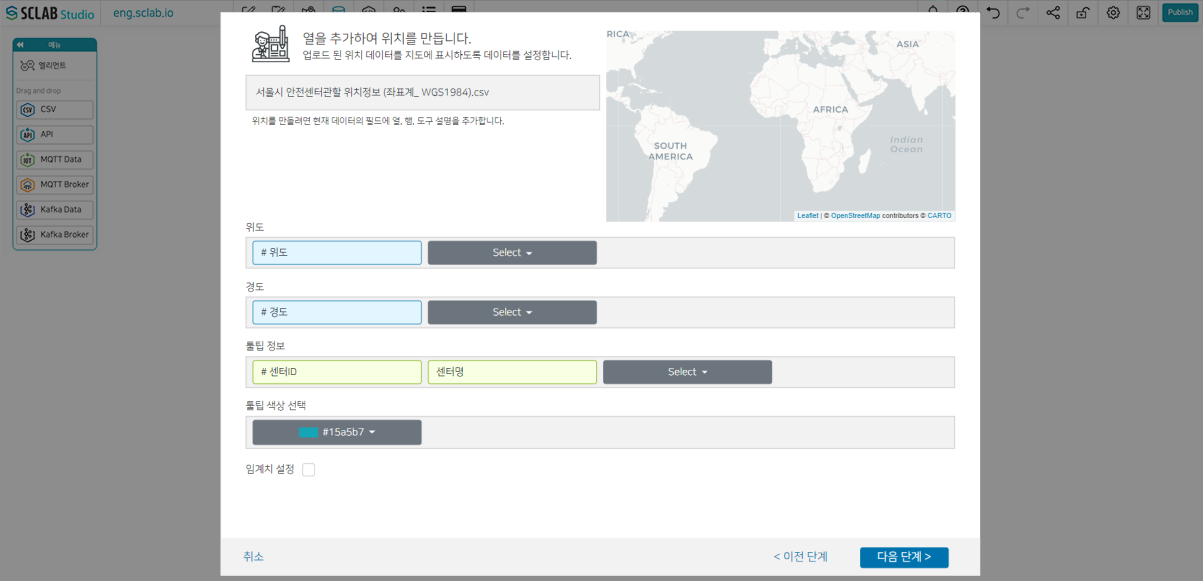 SCLAB Studio
eng.sclab.io
Publish
메뉴
엘리먼트
Drag and drop
CSV CSV
API API
IOT MQTT Data
MQTT Broker
Kafka Data
Kafka Broker
열을 추가하여 위치를 만듭니다.
업로드 된 위치 데이터를 지도에 표시하도록 데이터를 설정합니다.
서울시 안전센터관할 위치정보 (좌표계_ WGS1984).csv
위치를 만들려면 현재 데이터의 필드에 열, 행, 도구 설명을 추가합니다.
RICA
ASIA
AFRICA
SOUTH
AMERICA
Indian
Ocean
Leaflet | © OpenStreetMap contributors © CARTO
위도
# 위도 Select
경도
# 경도 Select
툴팁 정보
# 센터ID 센터명 Select
툴팁 색상 선택
#15a5b7
임계치 설정
취소
< 이전 단계
다음 단계 >